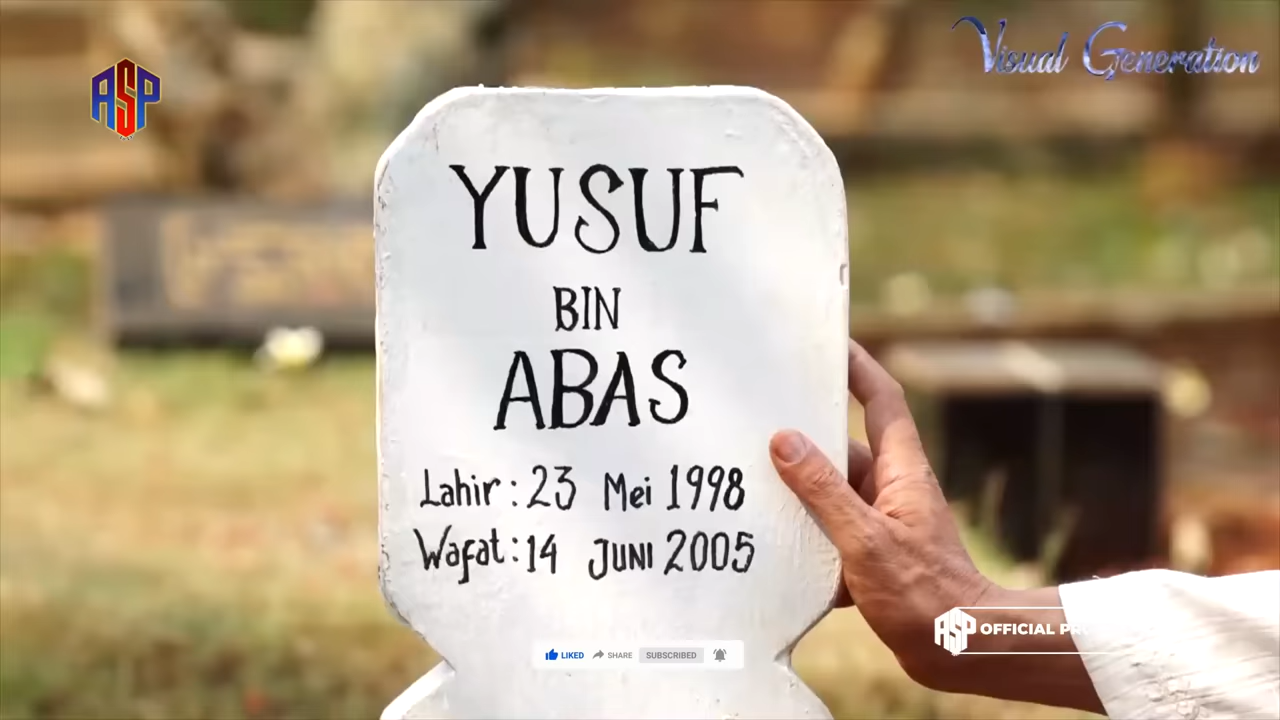 Visual Generation
ASP
YUSUF
BIN
ABAS
Lahir : 23 Mei 1998
Wafat : 14 JUNI 2005
ASP OFFICIAL
LIKED SHARE SUBSCRIBED